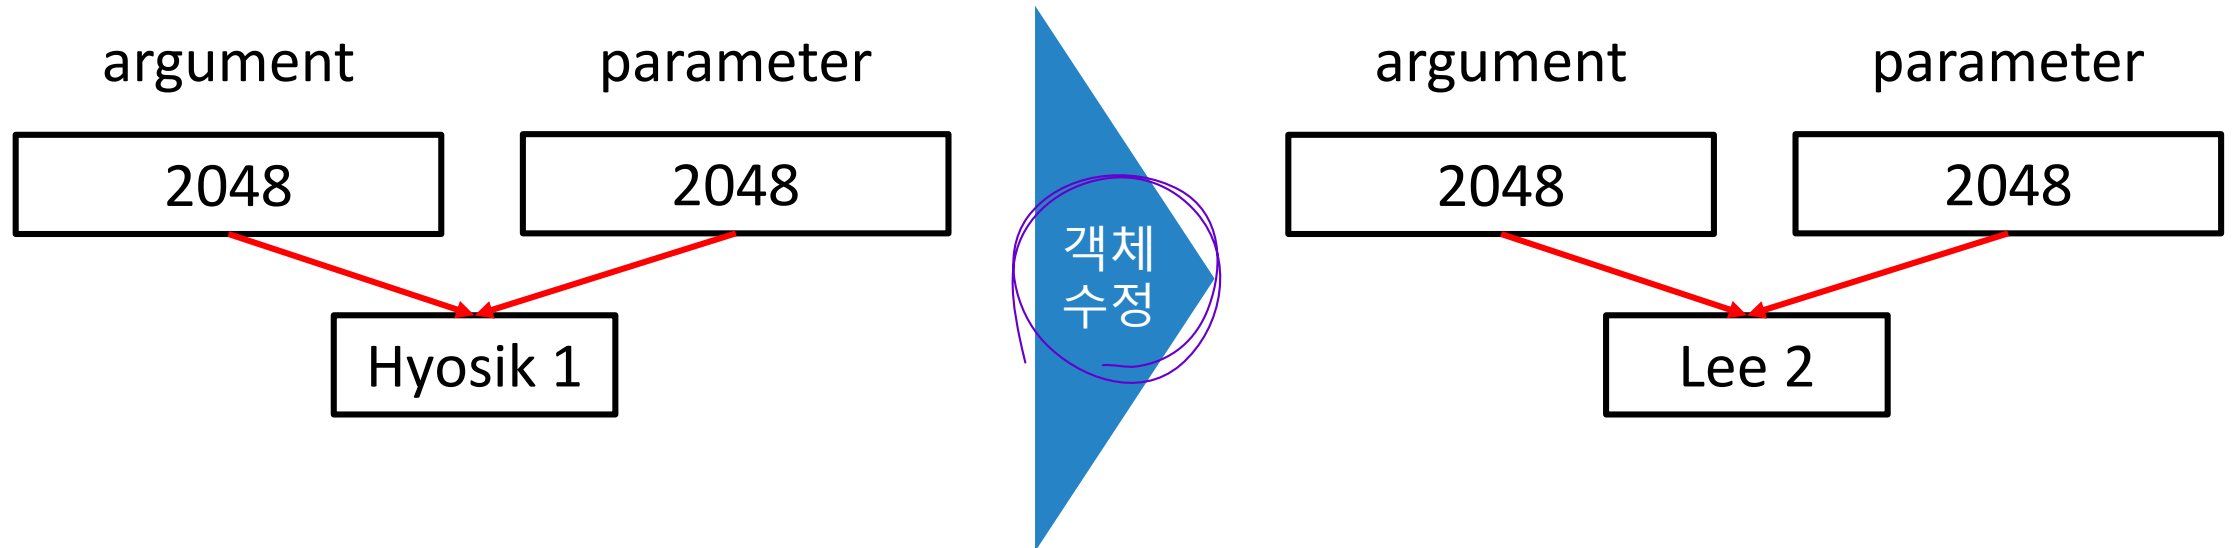 argument
parameter
2048
2048
Hyosik 1
객체
수정
argument
parameter
2048
2048
Lee 2